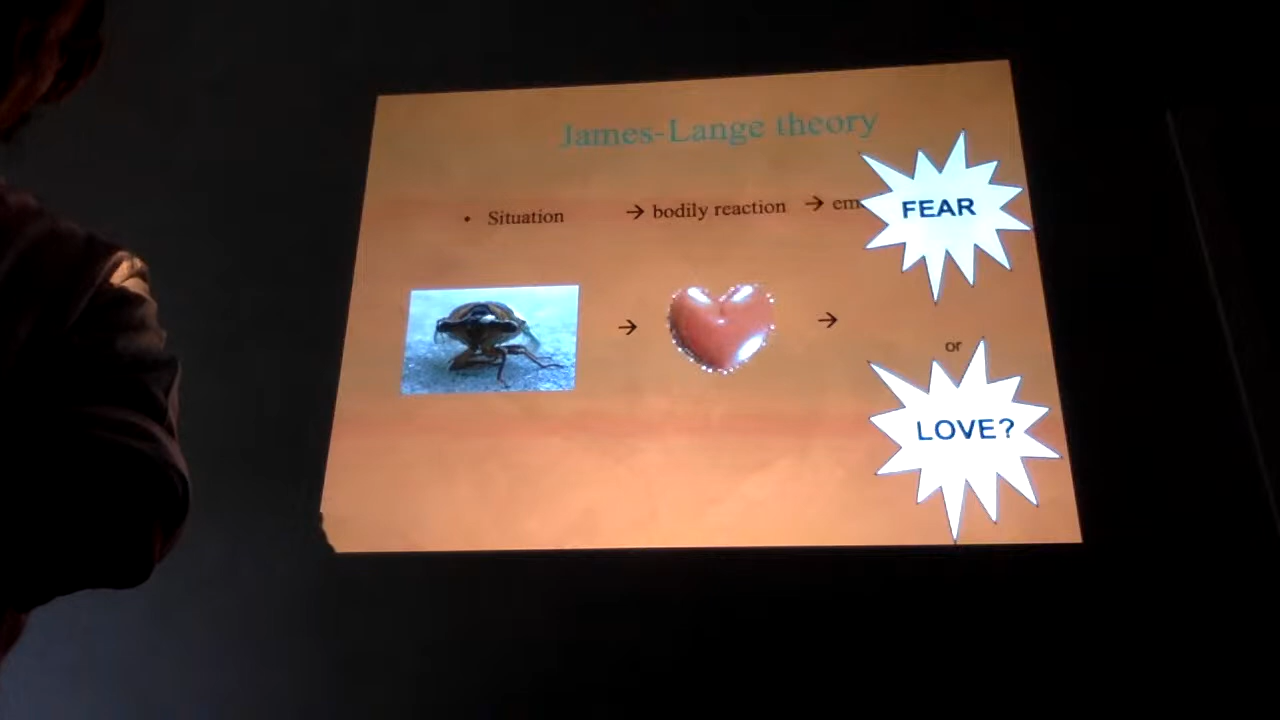 James-Lange theory
• Situation → bodily reaction → em
FEAR
→ →
or
LOVE?